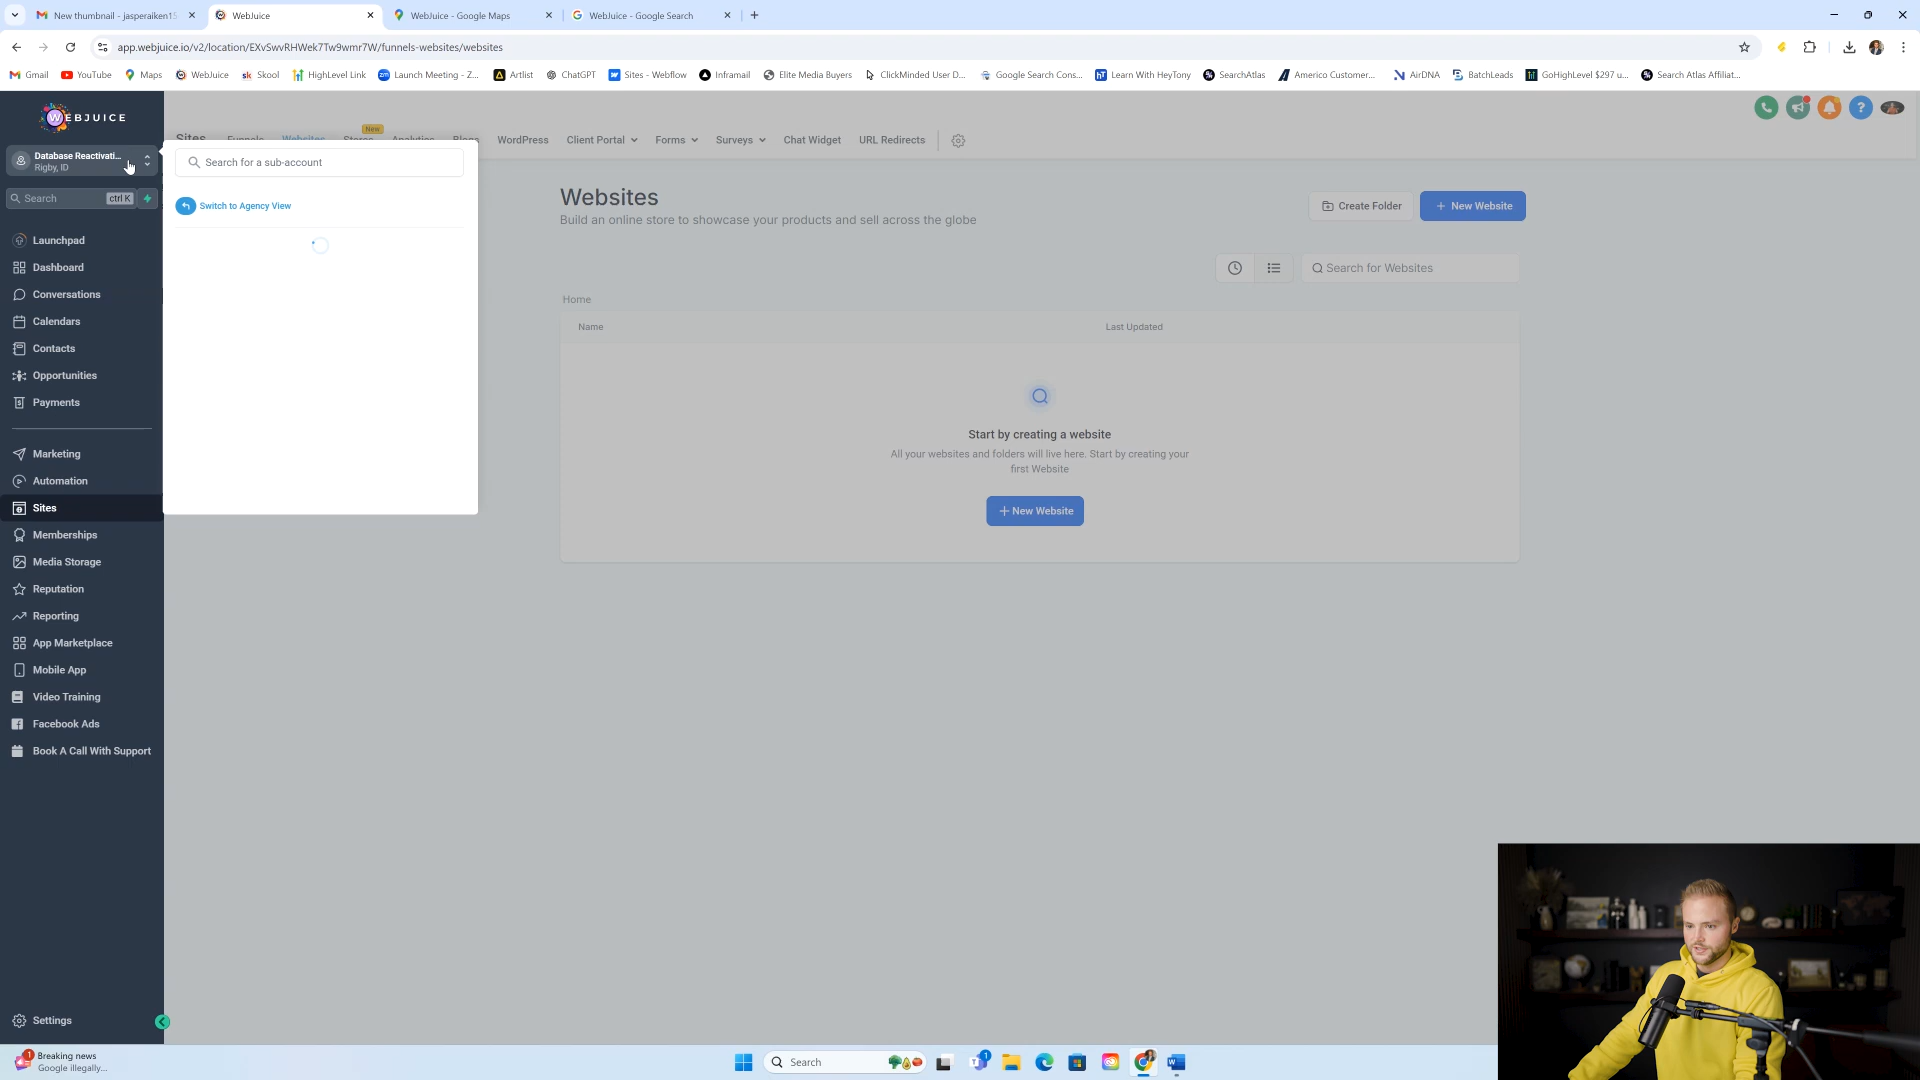 New thumbnail - jasperaiken15
WebJuice
WebJuice - Google Maps
WebJuice - Google Search
app.webjuice.io/v2/location/EXvSwvRHWek7Tw9wmr7W/funnels-websites/websites
Gmail
YouTube
Maps
WebJuice
Skool
HighLevel Link
Launch Meeting - Z...
Artlist
ChatGPT
Sites - Webflow
Inframail
Elite Media Buyers
ClickMinded User D...
Google Search Cons...
Learn With HeyTony
SearchAtlas
Americo Customer...
AirDNA
BatchLeads
GoHighLevel $297 u...
Search Atlas Affiliat...
WEBJUICE
Database Reactivati...
Rigby, ID
Search
ctrl K
Launchpad
Dashboard
Conversations
Calendars
Contacts
Opportunities
Payments
Marketing
Automation
Sites
Memberships
Media Storage
Reputation
Reporting
App Marketplace
Mobile App
Video Training
Facebook Ads
Book A Call With Support
Settings
Search for a sub-account
Switch to Agency View
Sites
Funnels
Websites
Stores
New
Analytics
Blogs
WordPress
Client Portal
Forms
Surveys
Chat Widget
URL Redirects
Websites
Build an online store to showcase your products and sell across the globe
Create Folder
+ New Website
Search for Websites
Home
Name
Last Updated
Start by creating a website
All your websites and folders will live here. Start by creating your
first Website
+ New Website
1
Breaking news
Google illegally...
Search
1